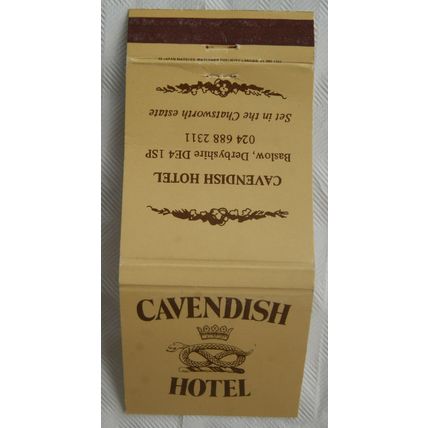 CAVENDISH HOTEL
Baslow, Derbyshire DE4 1SP
024 688 2311
Set in the Chatsworth estate
CAVENDISH
HOTEL